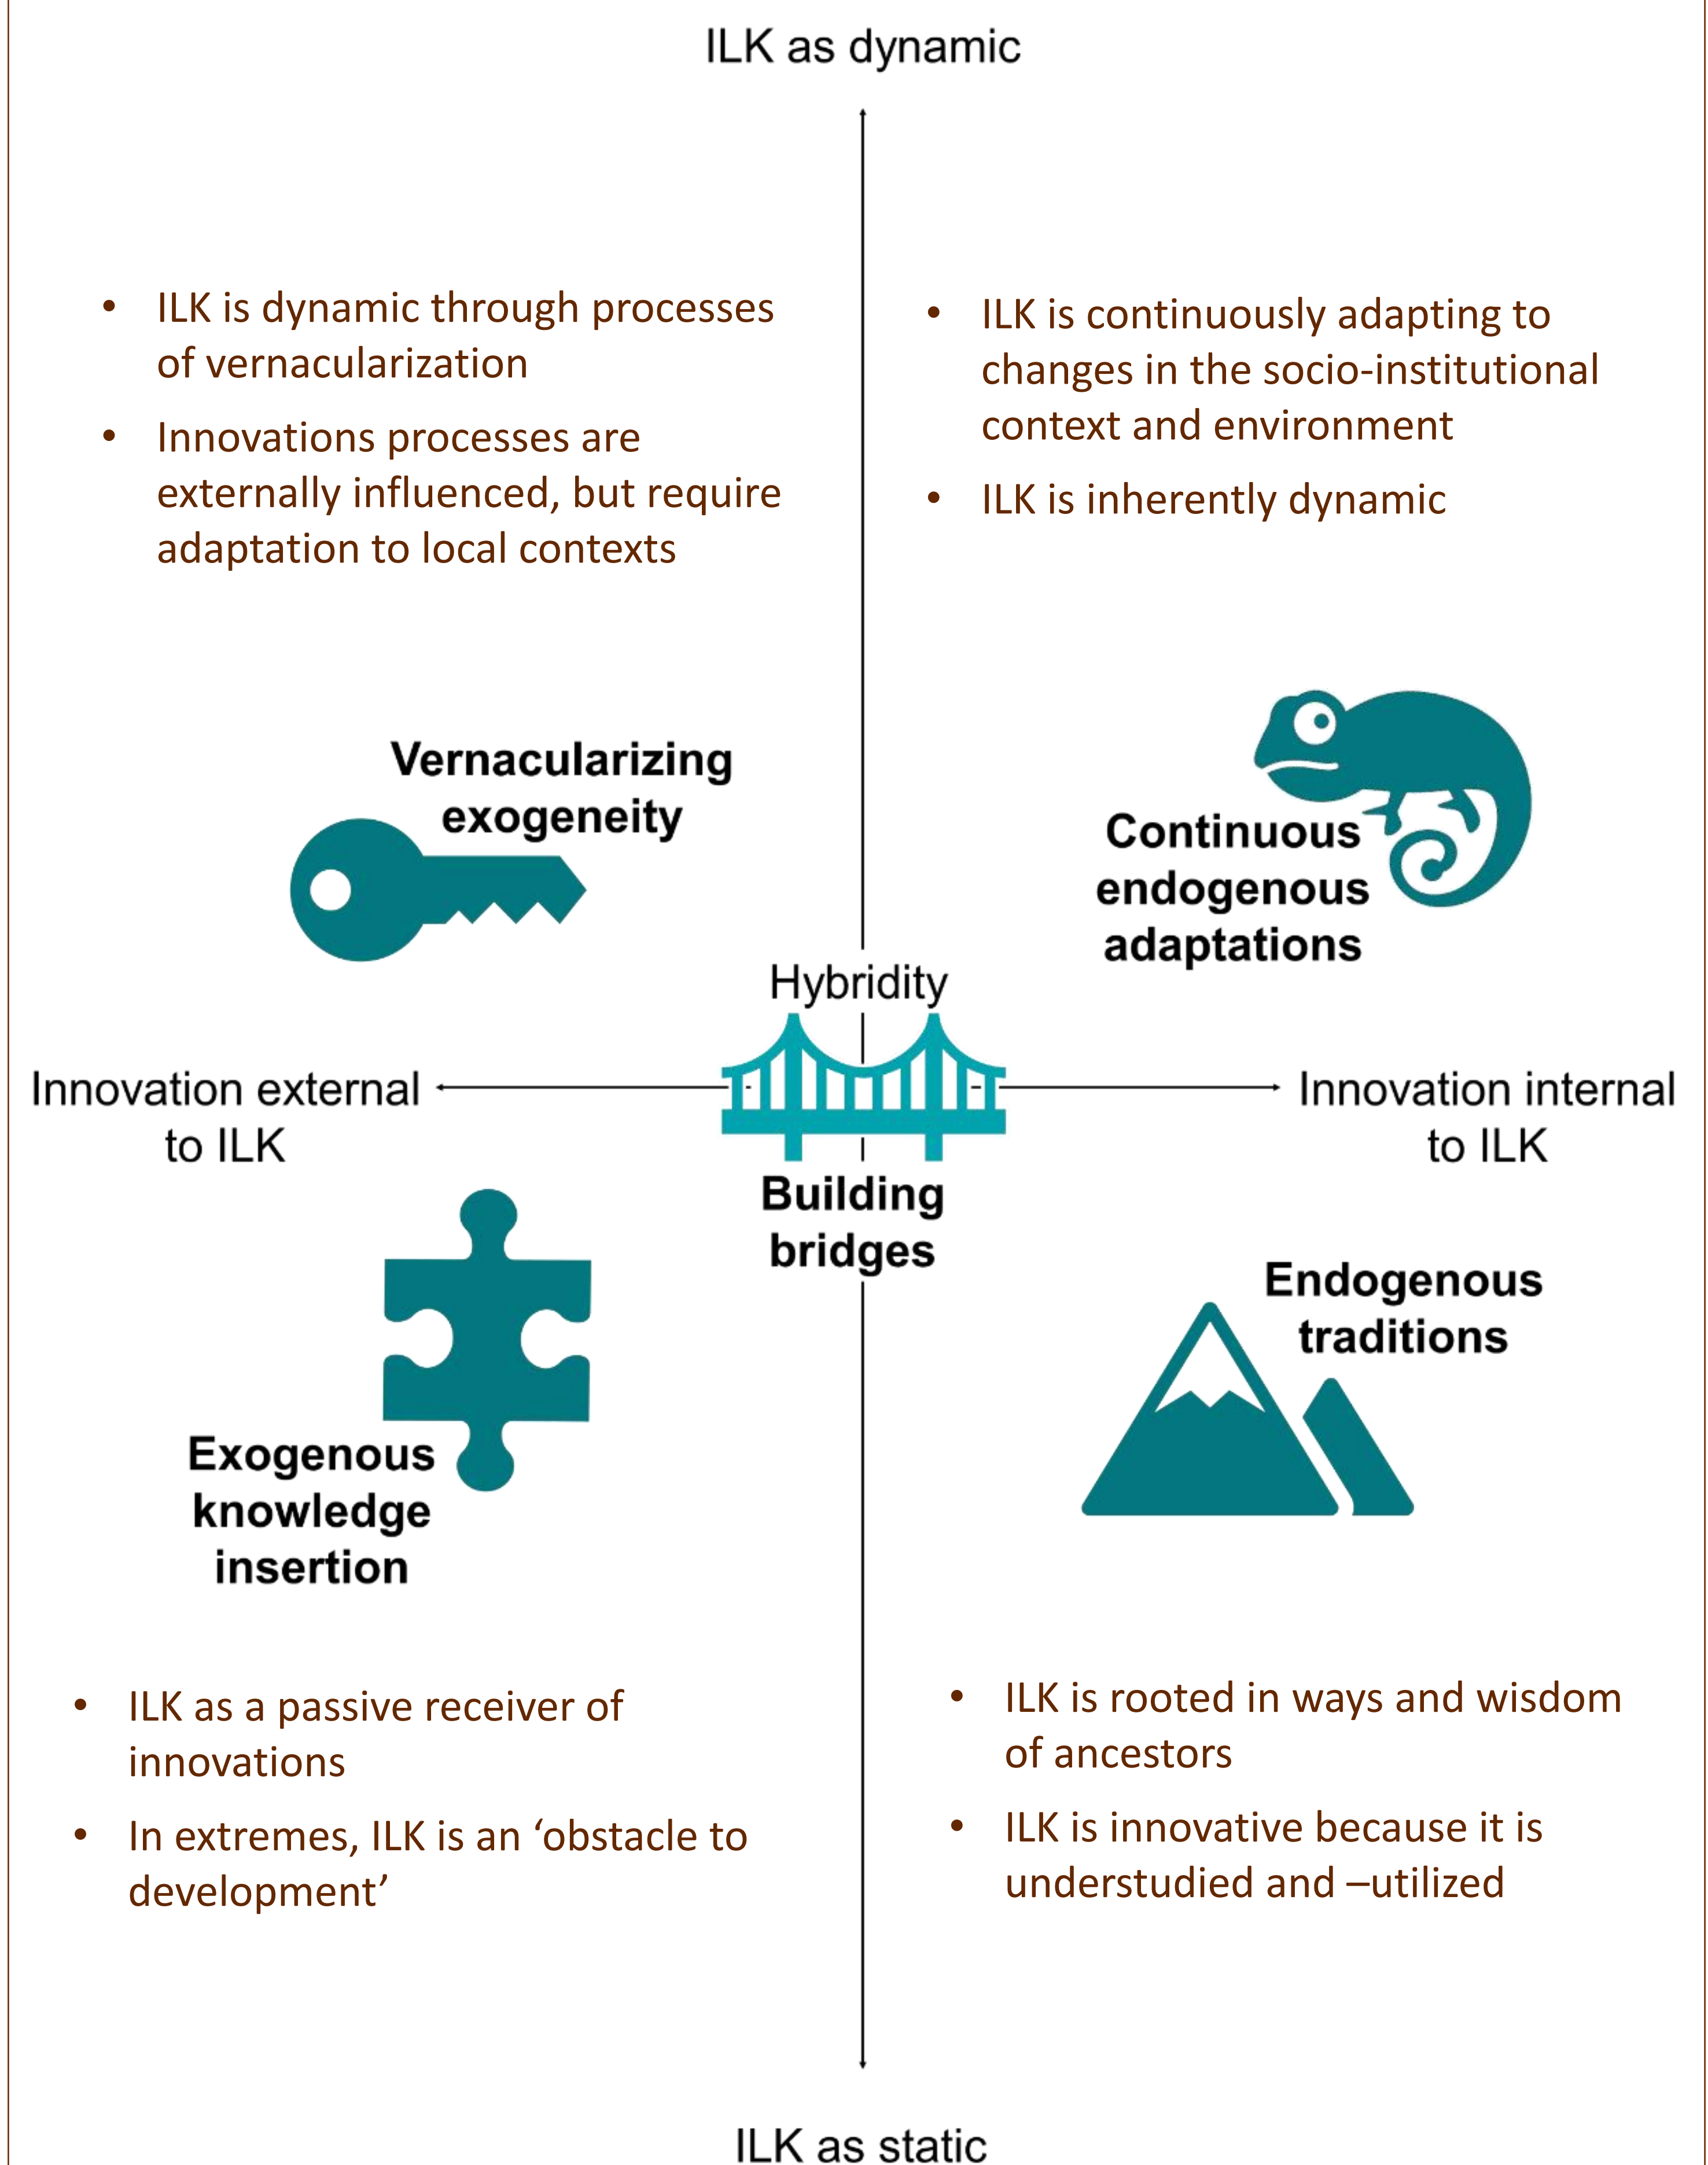 ILK as dynamic
• ILK is dynamic through processes
of vernacularization
• Innovations processes are
externally influenced, but require
adaptation to local contexts
• ILK is continuously adapting to
changes in the socio-institutional
context and environment
• ILK is inherently dynamic
Vernacularizing
exogeneity
Continuous
endogenous
adaptations
Hybridity
Innovation external
to ILK
Innovation internal
to ILK
Building
bridges
Exogenous
knowledge
insertion
Endogenous
traditions
• ILK as a passive receiver of
innovations
• In extremes, ILK is an ‘obstacle to
development’
• ILK is rooted in ways and wisdom
of ancestors
• ILK is innovative because it is
understudied and –utilized
ILK as static